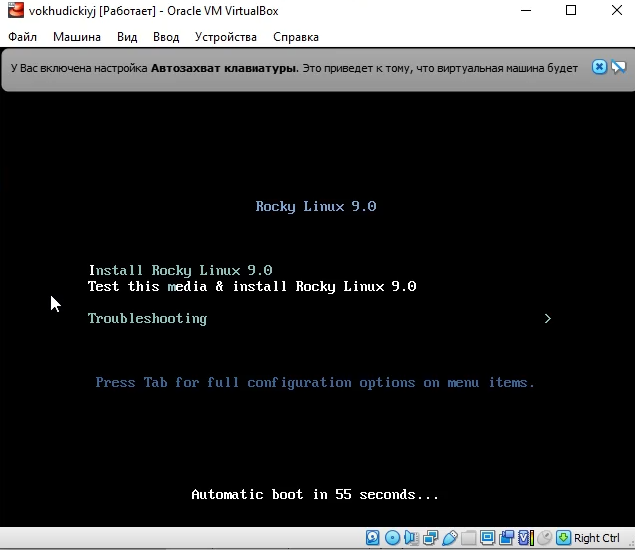 vokhudickiyj [Работает] - Oracle VM VirtualBox
Файл Машина Вид Ввод Устройства Справка
У Вас включена настройка Автозахват клавиатуры. Это приведет к тому, что виртуальная машина будет
Rocky Linux 9.0
Install Rocky Linux 9.0
Test this media & install Rocky Linux 9.0
Troubleshooting >
Press Tab for full configuration options on menu items.
Automatic boot in 55 seconds...
Right Ctrl